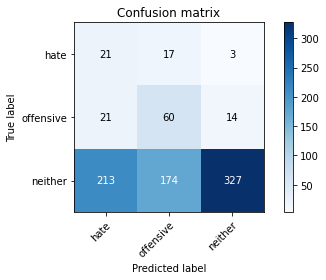 Confusion matrix
hate 21 17 3
offensive 21 60 14
neither 213 174 327
hate offensive neither
True label
Predicted label
300
250
200
150
100
50